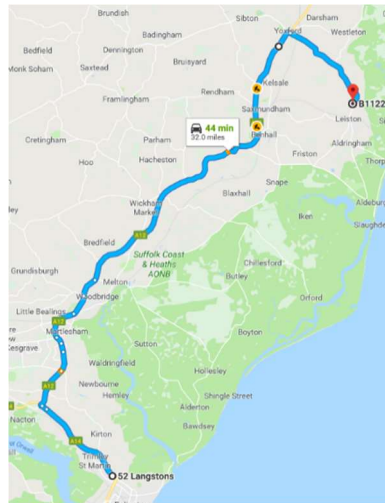 Brundish
Sibton
Darsham
Badingham
Yoxford
Westleton
Bedfield
Dennington
Bruisyard
Monk Soham
Saxtead
Kelsale
Rendham
B1122
Framlingham
Saxmundham
Leiston
44 min
32.0 miles
Benhall
Cretingham
Parham
Aldringham
Friston
Hoo
Hacheston
Snape
Blaxhall
Wickham
Market
Iken
A12
Bredfield
Suffolk Coast
& Heaths
AONB
Chillesford
Grundisburgh
Melton
Butley
Orford
Woodbridge
Little Bealings
Martlesham
Boyton
Kesgrave
Sutton
Waldringfield
Hollesley
A12
Newbourne
Shingle Street
Hemley
Alderton
Nacton
Bawdsey
Kirton
A14
Trimley
St Martin
52 Langstons